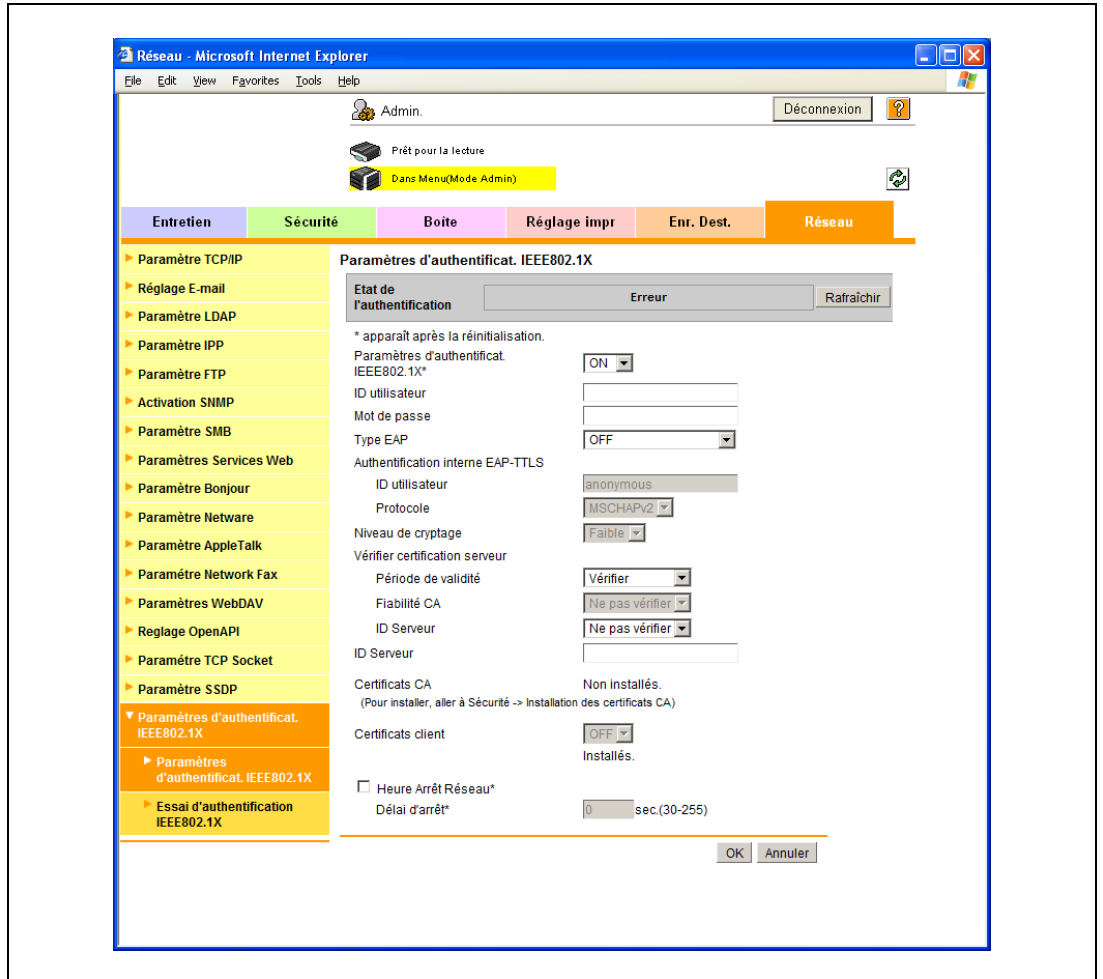 Réseau - Microsoft Internet Explorer
File Edit View Favorites Tools Help
Admin.
Déconnexion ?
Prêt pour la lecture
Dans Menu(Mode Admin)
Entretien Sécurité Boite Réglage impr Enr. Dest. Réseau
Paramètre TCP/IP
Réglage E-mail
Paramètre LDAP
Paramètre IPP
Paramètre FTP
Activation SNMP
Paramètre SMB
Paramètres Services Web
Paramètre Bonjour
Paramètre Netware
Paramètre AppleTalk
Paramétre Network Fax
Paramètres WebDAV
Reglage OpenAPI
Paramétre TCP Socket
Paramètre SSDP
Paramètres d'authentificat.
IEEE802.1X
Paramètres
d'authentificat. IEEE802.1X
Essai d'authentification
IEEE802.1X
Paramètres d'authentificat. IEEE802.1X
Etat de
l'authentification
Erreur
Rafraîchir
* apparaît après la réinitialisation.
Paramètres d'authentificat.
IEEE802.1X*
ON
ID utilisateur
Mot de passe
Type EAP OFF
Authentification interne EAP-TTLS
ID utilisateur anonymous
Protocole MSCHAPv2
Niveau de cryptage Faible
Vérifier certification serveur
Période de validité Vérifier
Fiabilité CA Ne pas vérifier
ID Serveur Ne pas vérifier
ID Serveur
Certificats CA Non installés.
(Pour installer, aller à Sécurité -> Installation des certificats CA)
Certificats client OFF
Installés.
Heure Arrêt Réseau*
Délai d'arrêt* 0 sec.(30-255)
OK Annuler